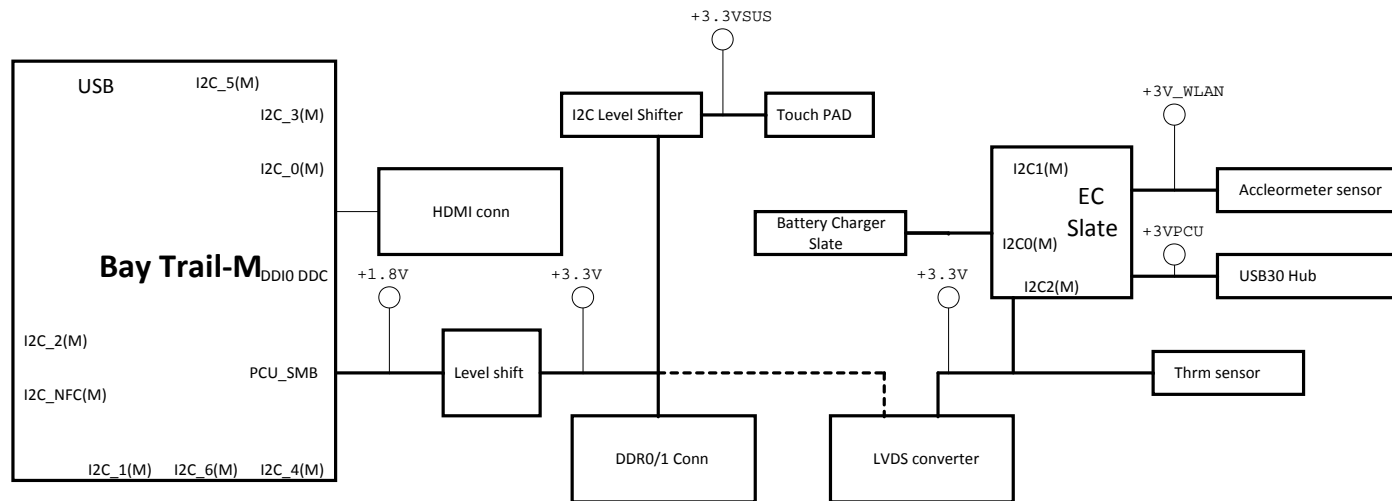 +3.3VSUS
USB
I2C_5(M)
I2C_3(M)
I2C Level Shifter
Touch PAD
+3V_WLAN
I2C_0(M)
I2C1(M)
HDMI conn
EC
Slate
Accleormeter sensor
Battery Charger
Slate
I2C0(M)
+3VPCU
Bay Trail-M
DDI0 DDC
+1.8V
+3.3V
+3.3V
I2C2(M)
USB30 Hub
I2C_2(M)
PCU_SMB
Level shift
Thrm sensor
I2C_NFC(M)
I2C_1(M)
I2C_6(M)
I2C_4(M)
DDR0/1 Conn
LVDS converter